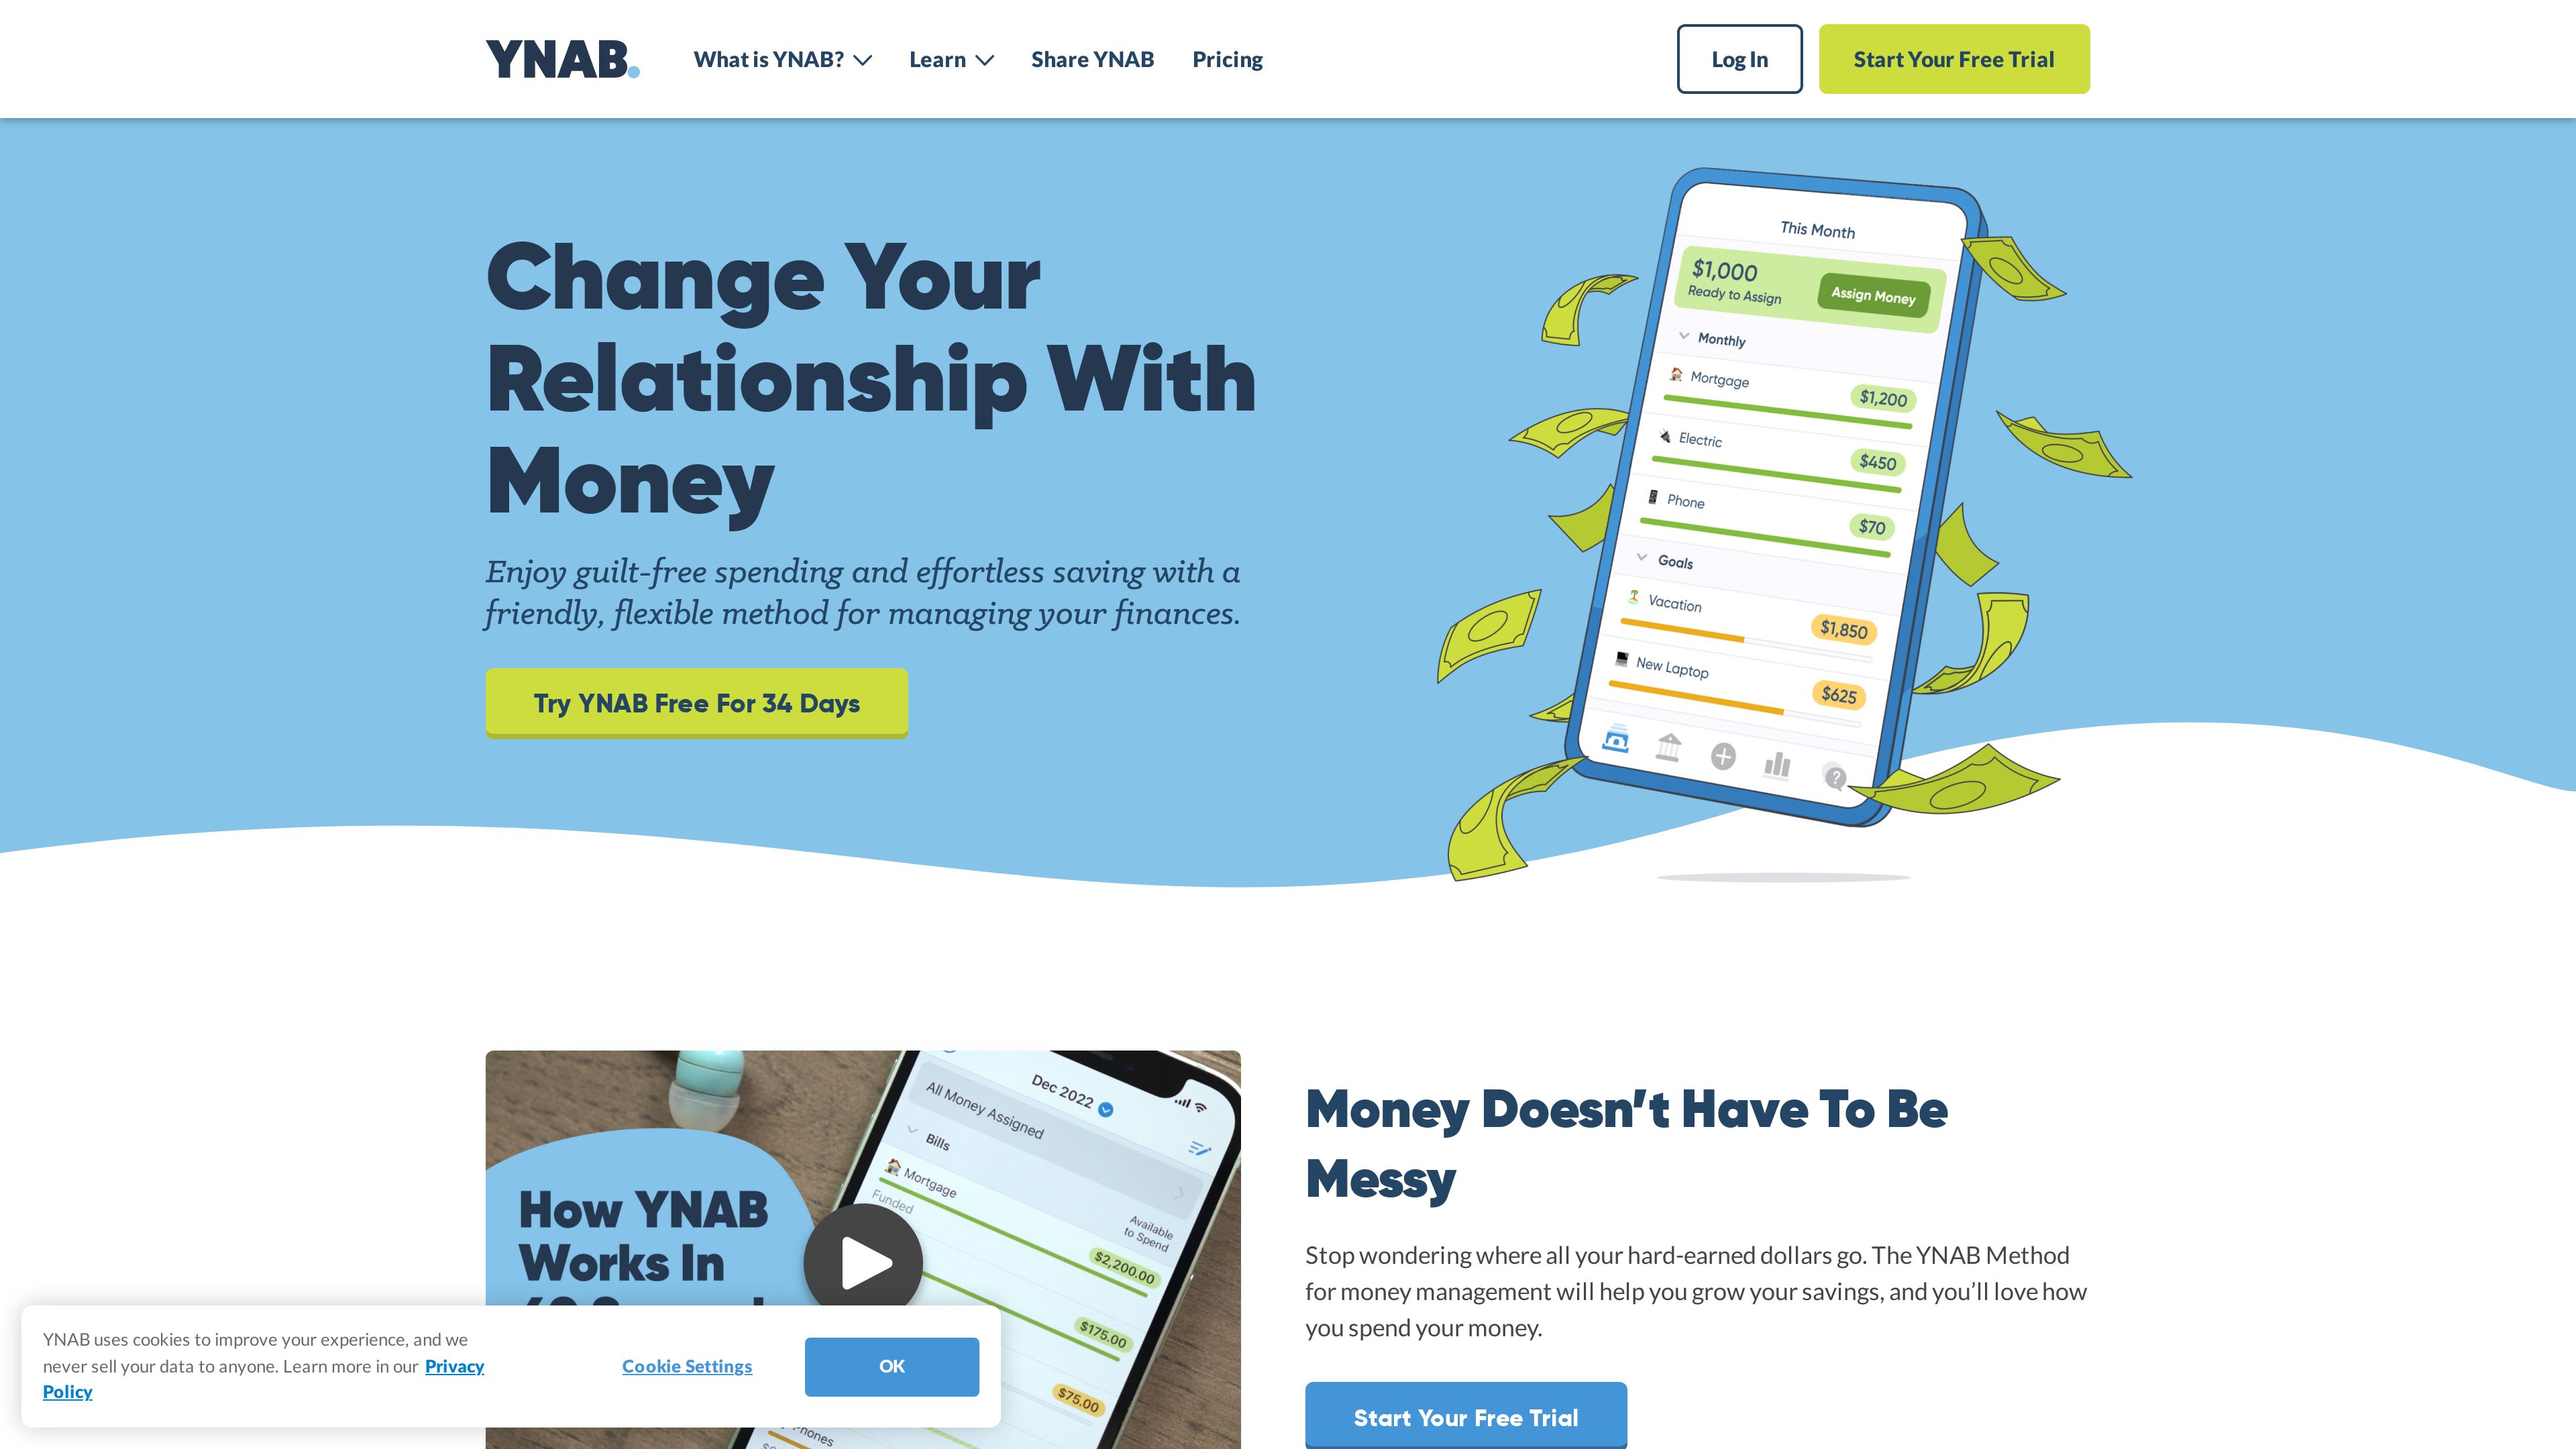 YNAB.
What is YNAB?
Learn
Share YNAB
Pricing
Log In
Start Your Free Trial
Change Your
Relationship With
Money
Enjoy guilt-free spending and effortless saving with a
friendly, flexible method for managing your finances.
Try YNAB Free For 34 Days
This Month
$1,000
Ready to Assign
Assign Money
Monthly
Mortgage
$1,200
Electric
$450
Phone
$70
Goals
Vacation
$1,850
New Laptop
$625
?
How YNAB
Works In
Dec 2022
All Money Assigned
Bills
Mortgage
Funded
Available
to Spend
$2,200.00
$175.00
$75.00
Money Doesn’t Have To Be
Messy
Stop wondering where all your hard-earned dollars go. The YNAB Method
for money management will help you grow your savings, and you’ll love how
you spend your money.
Start Your Free Trial
YNAB uses cookies to improve your experience, and we
never sell your data to anyone. Learn more in our Privacy
Policy
Cookie Settings
OK